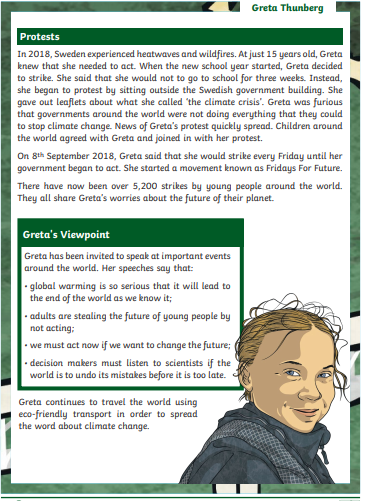 Greta Thunberg
Protests
In 2018, Sweden experienced heatwaves and wildfires. At just 15 years old, Greta
knew that she needed to act. When the new school year started, Greta decided
to strike. She said that she would not to go to school for three weeks. Instead,
she began to protest by sitting outside the Swedish government building. She
gave out leaflets about what she called ‘the climate crisis’. Greta was furious
that governments around the world were not doing everything that they could
to stop climate change. News of Greta’s protest quickly spread. Children around
the world agreed with Greta and joined in with her protest.
On 8th September 2018, Greta said that she would strike every Friday until her
government began to act. She started a movement known as Fridays For Future.
There have now been over 5,200 strikes by young people around the world.
They all share Greta’s worries about the future of their planet.
Greta’s Viewpoint
Greta has been invited to speak at important events
around the world. Her speeches say that:
• global warming is so serious that it will lead to
the end of the world as we know it;
• adults are stealing the future of young people by
not acting;
• we must act now if we want to change the future;
• decision makers must listen to scientists if the
world is to undo its mistakes before it is too late.
Greta continues to travel the world using
eco-friendly transport in order to spread
the word about climate change.